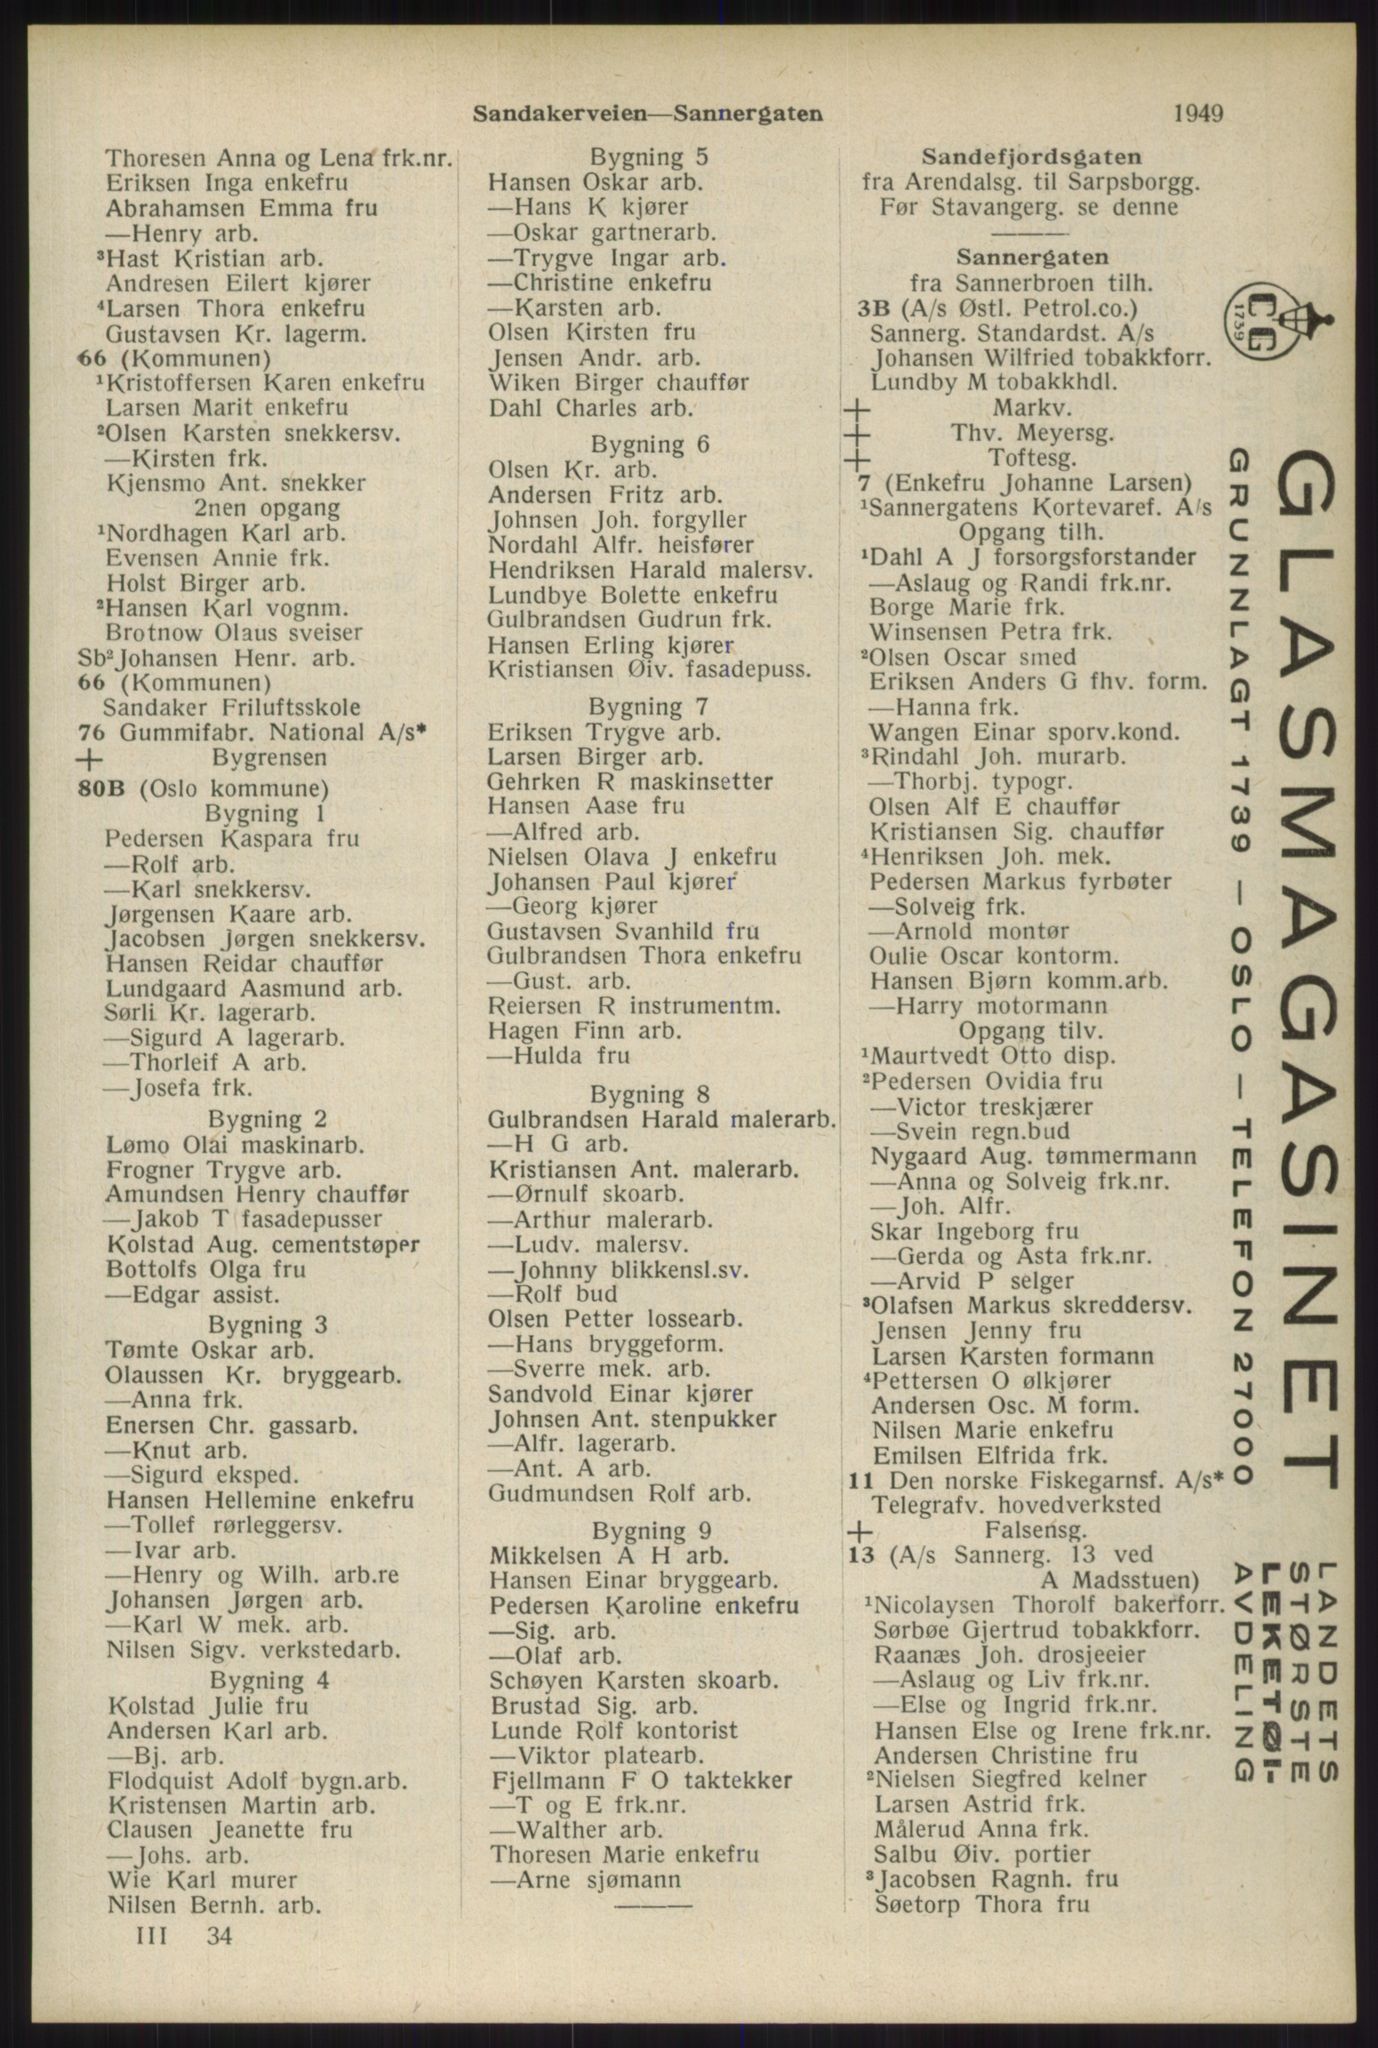 Sandakerveien—Sannergaten
1949
Thoresen Anna og Lena frk.nr.
Eriksen Inga enkefru
Abrahamsen Emma fru
—Henry arb.
³Hast Kristian arb.
Andresen Eilert kjører
⁴Larsen Thora enkefru
Gustavsen Kr. lagerm.
66 (Kommunen)
¹Kristoffersen Karen enkefru
Larsen Marit enkefru
²Olsen Karsten snekkersv.
—Kirsten frk.
Kjensmo Ant. snekker
2nen opgang
¹Nordhagen Karl arb.
Evensen Annie frk.
Holst Birger arb.
²Hansen Karl vognm.
Brotnow Olaus sveiser
Sb²Johansen Henr. arb.
66 (Kommunen)
Sandaker Friluftsskole
76 Gummifabr. National A/s*
+ Bygrensen
80B (Oslo kommune)
Bygning 1
Pedersen Kaspara fru
—Rolf arb.
—Karl snekkersv.
Jørgensen Kaare arb.
Jacobsen Jørgen snekkersv.
Hansen Reidar chauffør
Lundgaard Aasmund arb.
Sørli Kr. lagerarb.
—Sigurd A lagerarb.
—Thorleif A arb.
—Josefa frk.
Bygning 2
Lømo Olai maskinarb.
Frogner Trygve arb.
Amundsen Henry chauffør
—Jakob T fasadepusser
Kolstad Aug. cementstøper
Bottolfs Olga fru
—Edgar assist.
Bygning 3
Tømte Oskar arb.
Olaussen Kr. bryggearb.
—Anna frk.
Enersen Chr. gassarb.
—Knut arb.
—Sigurd eksped.
Hansen Hellemine enkefru
—Tollef rørleggersv.
—Ivar arb.
—Henry og Wilh. arb.re
Johansen Jørgen arb.
—Karl W mek. arb.
Nilsen Sigv. verkstedarb.
Bygning 4
Kolstad Julie fru
Andersen Karl arb.
—Bj. arb.
Flodquist Adolf bygn.arb.
Kristensen Martin arb.
Clausen Jeanette fru
—Johs. arb.
Wie Karl murer
Nilsen Bernh. arb.
III 34
Bygning 5
Hansen Oskar arb.
—Hans K kjører
—Oskar gartnerarb.
—Trygve Ingar arb.
—Christine enkefru
—Karsten arb.
Olsen Kirsten fru
Jensen Andr. arb.
Wiken Birger chauffør
Dahl Charles arb.
Bygning 6
Olsen Kr. arb.
Andersen Fritz arb.
Johnsen Joh. forgyller
Nordahl Alfr. heisfører
Hendriksen Harald malersv.
Lundbye Bolette enkefru
Gulbrandsen Gudrun frk.
Hansen Erling kjører
Kristiansen Øiv. fasadepuss.
Bygning 7
Eriksen Trygve arb.
Larsen Birger arb.
Gehrken R maskinsetter
Hansen Aase fru
—Alfred arb.
Nielsen Olava J enkefru
Johansen Paul kjører
—Georg kjører
Gustavsen Svanhild fru
Gulbrandsen Thora enkefru
—Gust. arb.
Reiersen R instrumentm.
Hagen Finn arb.
—Hulda fru
Bygning 8
Gulbrandsen Harald malerarb.
—H G arb.
Kristiansen Ant. malerarb.
—Ørnulf skoarb.
—Arthur malerarb.
—Ludv. malersv.
—Johnny blikkensl.sv.
—Rolf bud
Olsen Petter lossearb.
—Hans bryggeform.
—Sverre mek. arb.
Sandvold Einar kjører
Johnsen Ant. stenpukker
—Alfr. lagerarb.
—Ant. A arb.
Gudmundsen Rolf arb.
Bygning 9
Mikkelsen A H arb.
Hansen Einar bryggearb.
Pedersen Karoline enkefru
—Sig. arb.
—Olaf arb.
Schøyen Karsten skoarb.
Brustad Sig. arb.
Lunde Rolf kontorist
—Viktor platearb.
Fjellmann F O taktekker
—T og E frk.nr.
—Walther arb.
Thoresen Marie enkefru
—Arne sjømann
Sandefjordsgaten
fra Arendalsg. til Sarpsborgg.
Før Stavangerg. se denne
Sannergaten
fra Sannerbroen tilh.
3B (A/s Østl. Petrol.co.)
Sannerg. Standardst. A/s
Johansen Wilfried tobakkforr.
Lundby M tobakkhdl.
+ Markv.
+ Thv. Meyersg.
+ Toftesg.
7 (Enkefru Johanne Larsen)
¹Sannergatens Kortevaref. A/s
Opgang tilh.
¹Dahl A J forsorgsforstander
—Aslaug og Randi frk.nr.
Borge Marie frk.
Winsensen Petra frk.
²Olsen Oscar smed
Eriksen Anders G fhv. form.
—Hanna frk.
Wangen Einar sporv.kond.
³Rindahl Joh. murarb.
—Thorbj. typogr.
Olsen Alf E chauffør
Kristiansen Sig. chauffør
⁴Henriksen Joh. mek.
Pedersen Markus fyrbøter
—Solveig frk.
—Arnold montør
Oulie Oscar kontorm.
Hansen Bjørn komm.arb.
—Harry motormann
Opgang tilv.
¹Maurtvedt Otto disp.
²Pedersen Ovidia fru
—Victor treskjærer
—Svein regn.bud
Nygaard Aug. tømmermann
—Anna og Solveig frk.nr.
—Joh. Alfr.
Skar Ingeborg fru
—Gerda og Asta frk.nr.
—Arvid P selger
³Olafsen Markus skreddersv.
Jensen Jenny fru
Larsen Karsten formann
⁴Pettersen O ølkjører
Andersen Osc. M form.
Nilsen Marie enkefru
Emilsen Elfrida frk.
11 Den norske Fiskegarnsf. A/s*
Telegrafv. hovedverksted
+ Falsensg.
13 (A/s Sannerg. 13 ved
A Madsstuen)
¹Nicolaysen Thorolf bakerforr.
Sørbøe Gjertrud tobakkforr.
Raanæs Joh. drosjeeier
—Aslaug og Liv frk.nr.
—Else og Ingrid frk.nr.
Hansen Else og Irene frk.nr.
Andersen Christine fru
²Nielsen Siegfred kelner
Larsen Astrid frk.
Målerud Anna frk.
Salbu Øiv. portier
³Jacobsen Ragnh. fru
Søetorp Thora fru
1739
GLASMAGASINET
GRUNNLAGT 1739 — OSLO — TELEFON 27000
LANDETS
STØRSTE
LEKETØI-
AVDELING